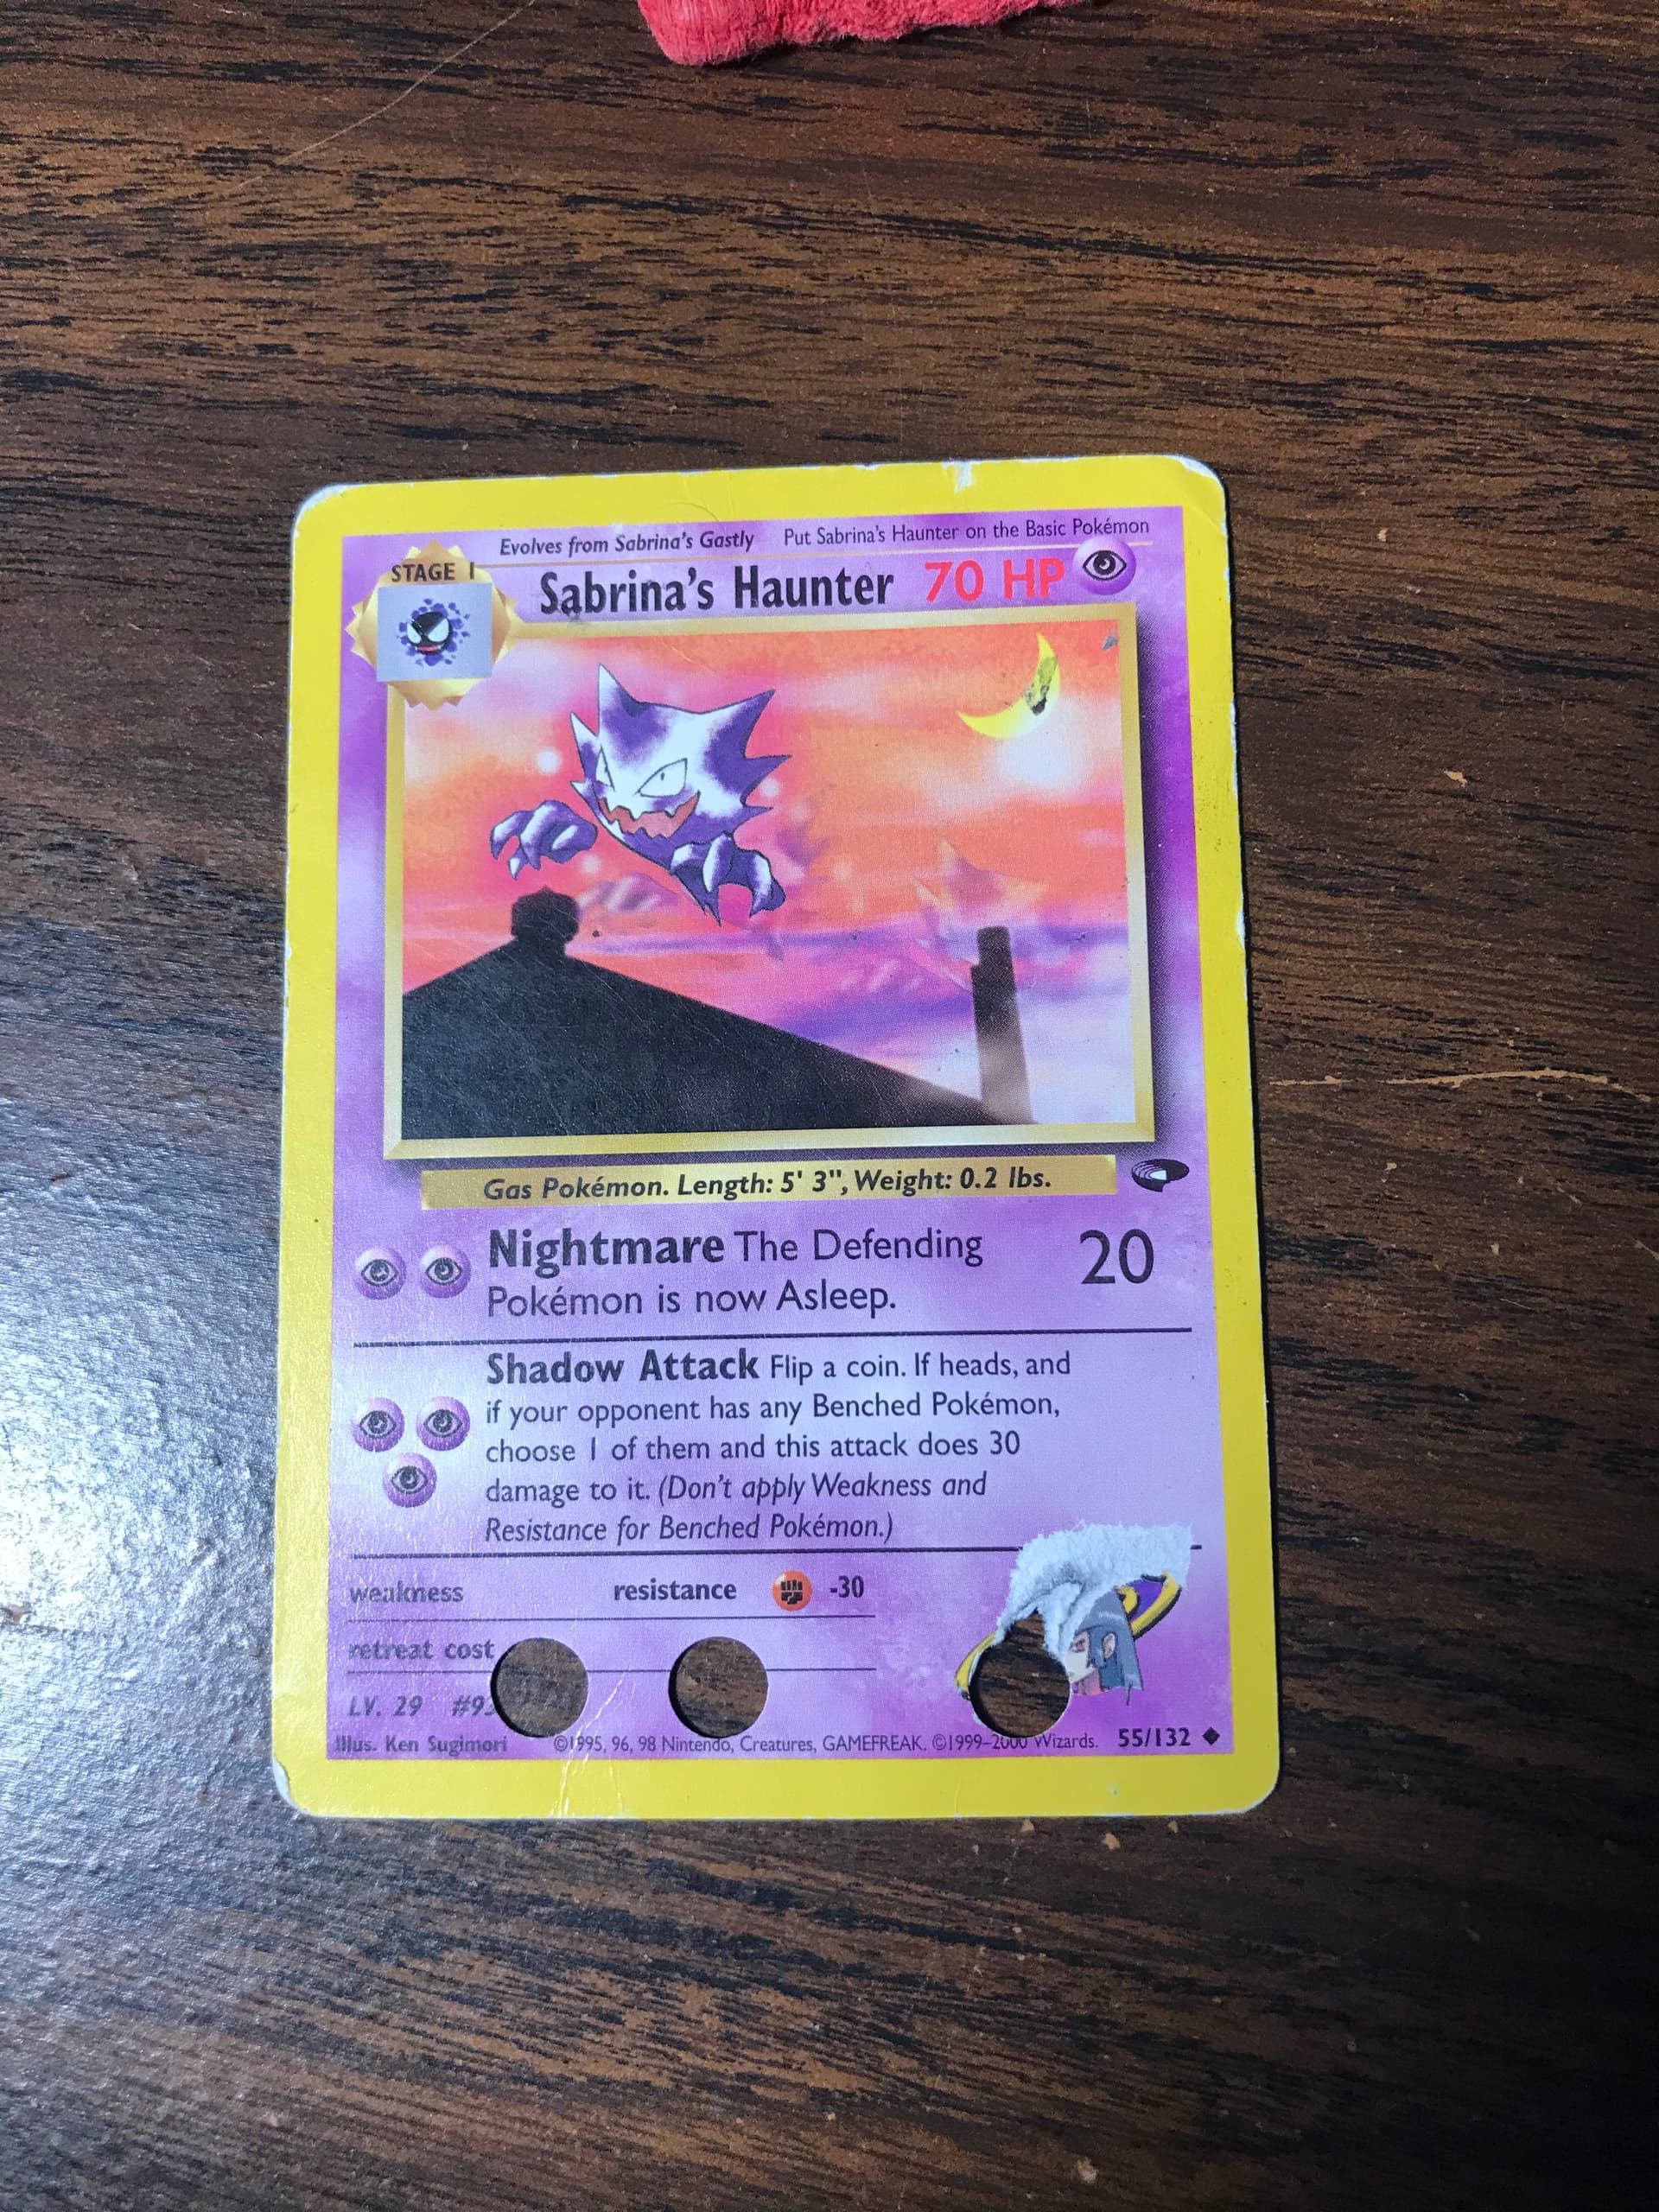 Evolves from Sabrina's Gastly Put Sabrina's Haunter on the Basic Pokémon
STAGE 1
Sabrina's Haunter 70 HP
Gas Pokémon. Length: 5' 3", Weight: 0.2 lbs.
Nightmare The Defending 20
Pokémon is now Asleep.
Shadow Attack Flip a coin. If heads, and
if your opponent has any Benched Pokémon,
choose 1 of them and this attack does 30
damage to it. (Don't apply Weakness and
Resistance for Benched Pokémon.)
weakness resistance -30
retreat cost
LV. 29
Illus. Ken Sugimori ©1995, 96, 98 Nintendo, Creatures, GAMEFREAK. ©1999–2000 Wizards. 55/132